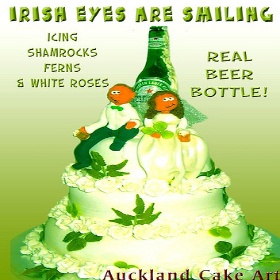 IRISH EYES ARE SMILING
ICING
SHAMROCKS
FERNS
& WHITE ROSES
REAL
BEER
BOTTLE!
Auckland Cake Art